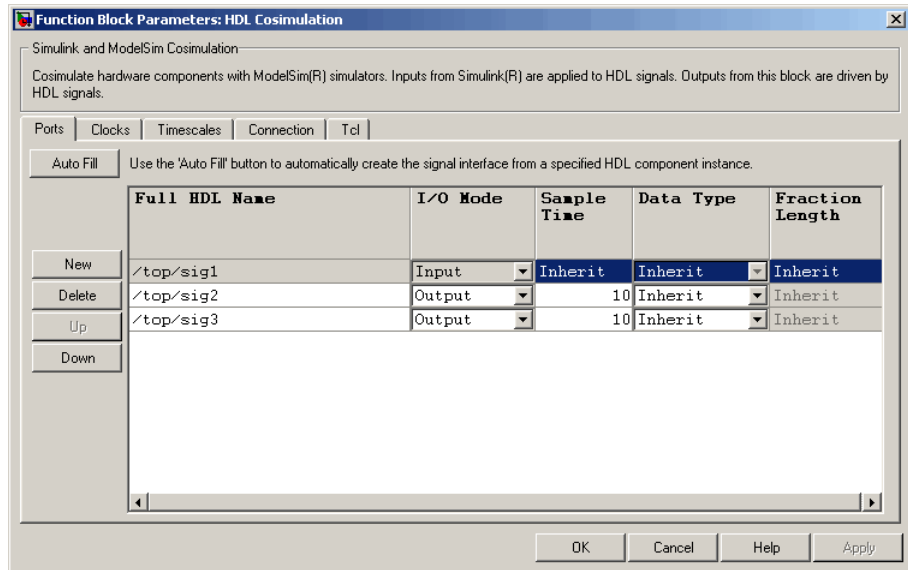 Function Block Parameters: HDL Cosimulation
Simulink and ModelSim Cosimulation
Cosimulate hardware components with ModelSim(R) simulators. Inputs from Simulink(R) are applied to HDL signals. Outputs from this block are driven by
HDL signals.
Ports Clocks Timescales Connection Tcl
Auto Fill Use the 'Auto Fill' button to automatically create the signal interface from a specified HDL component instance.
Full HDL Name I/O Mode Sample Time Data Type Fraction Length
New /top/sig1 Input Inherit Inherit Inherit
Delete /top/sig2 Output 10 Inherit Inherit
Up /top/sig3 Output 10 Inherit Inherit
Down
OK Cancel Help Apply